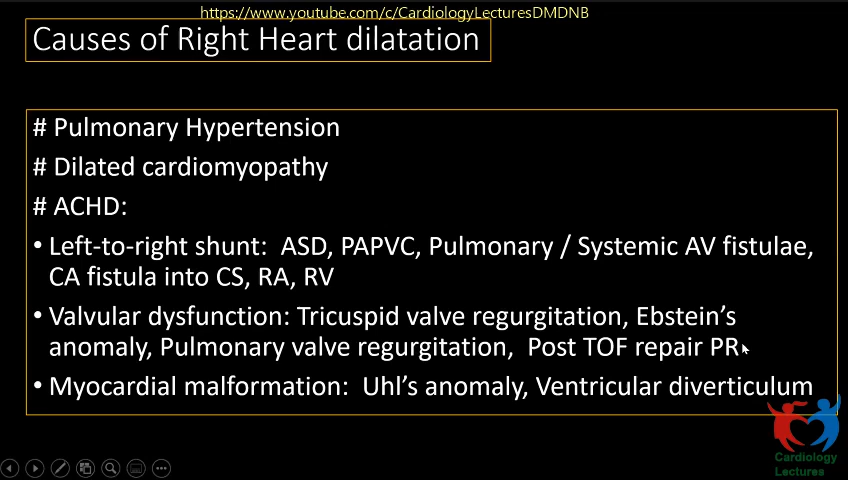 https://www.youtube.com/c/CardiologyLecturesDMDNB
Causes of Right Heart dilatation
# Pulmonary Hypertension
# Dilated cardiomyopathy
# ACHD:
• Left-to-right shunt:  ASD, PAPVC, Pulmonary / Systemic AV fistulae,
CA fistula into CS, RA, RV
• Valvular dysfunction: Tricuspid valve regurgitation, Ebstein's
anomaly, Pulmonary valve regurgitation,  Post TOF repair PR
• Myocardial malformation:  Uhl's anomaly, Ventricular diverticulum
Cardiology
Lectures